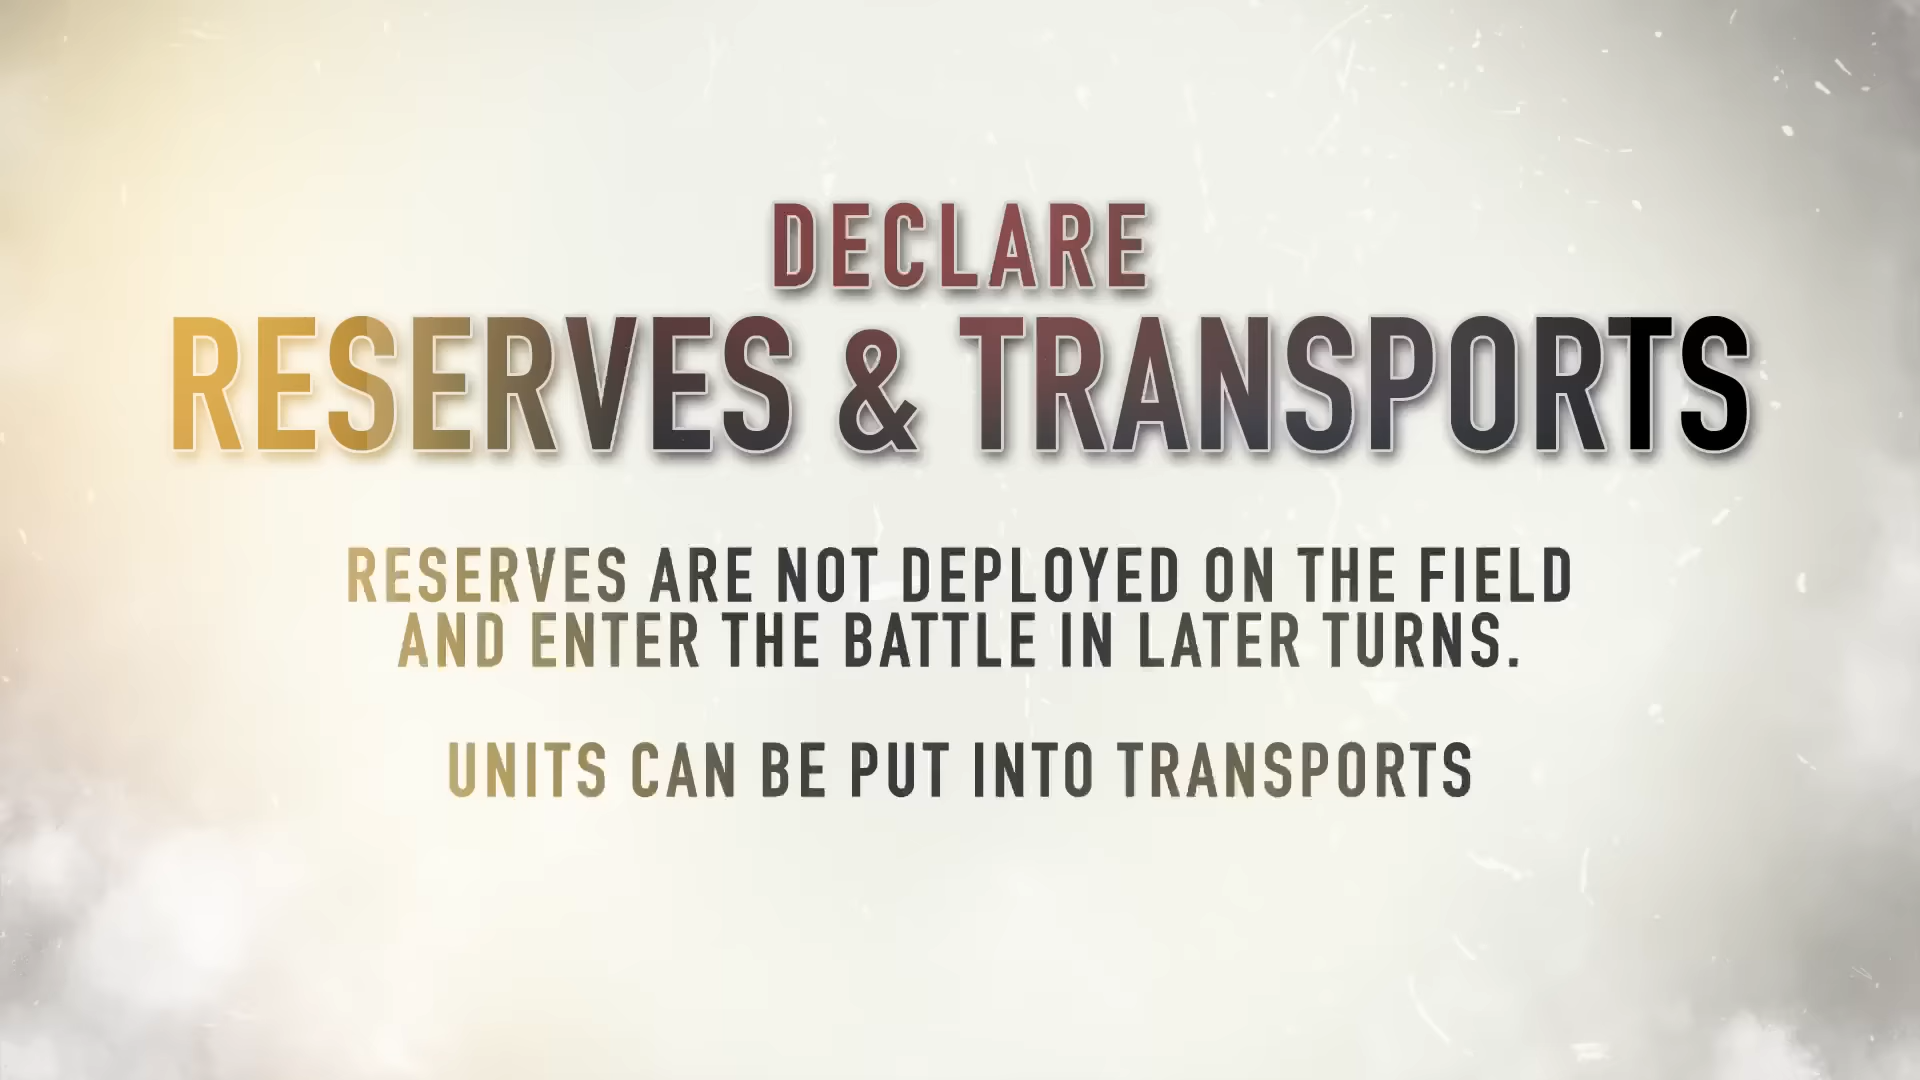 DECLARE
RESERVES & TRANSPORTS
RESERVES ARE NOT DEPLOYED ON THE FIELD
AND ENTER THE BATTLE IN LATER TURNS.
UNITS CAN BE PUT INTO TRANSPORTS